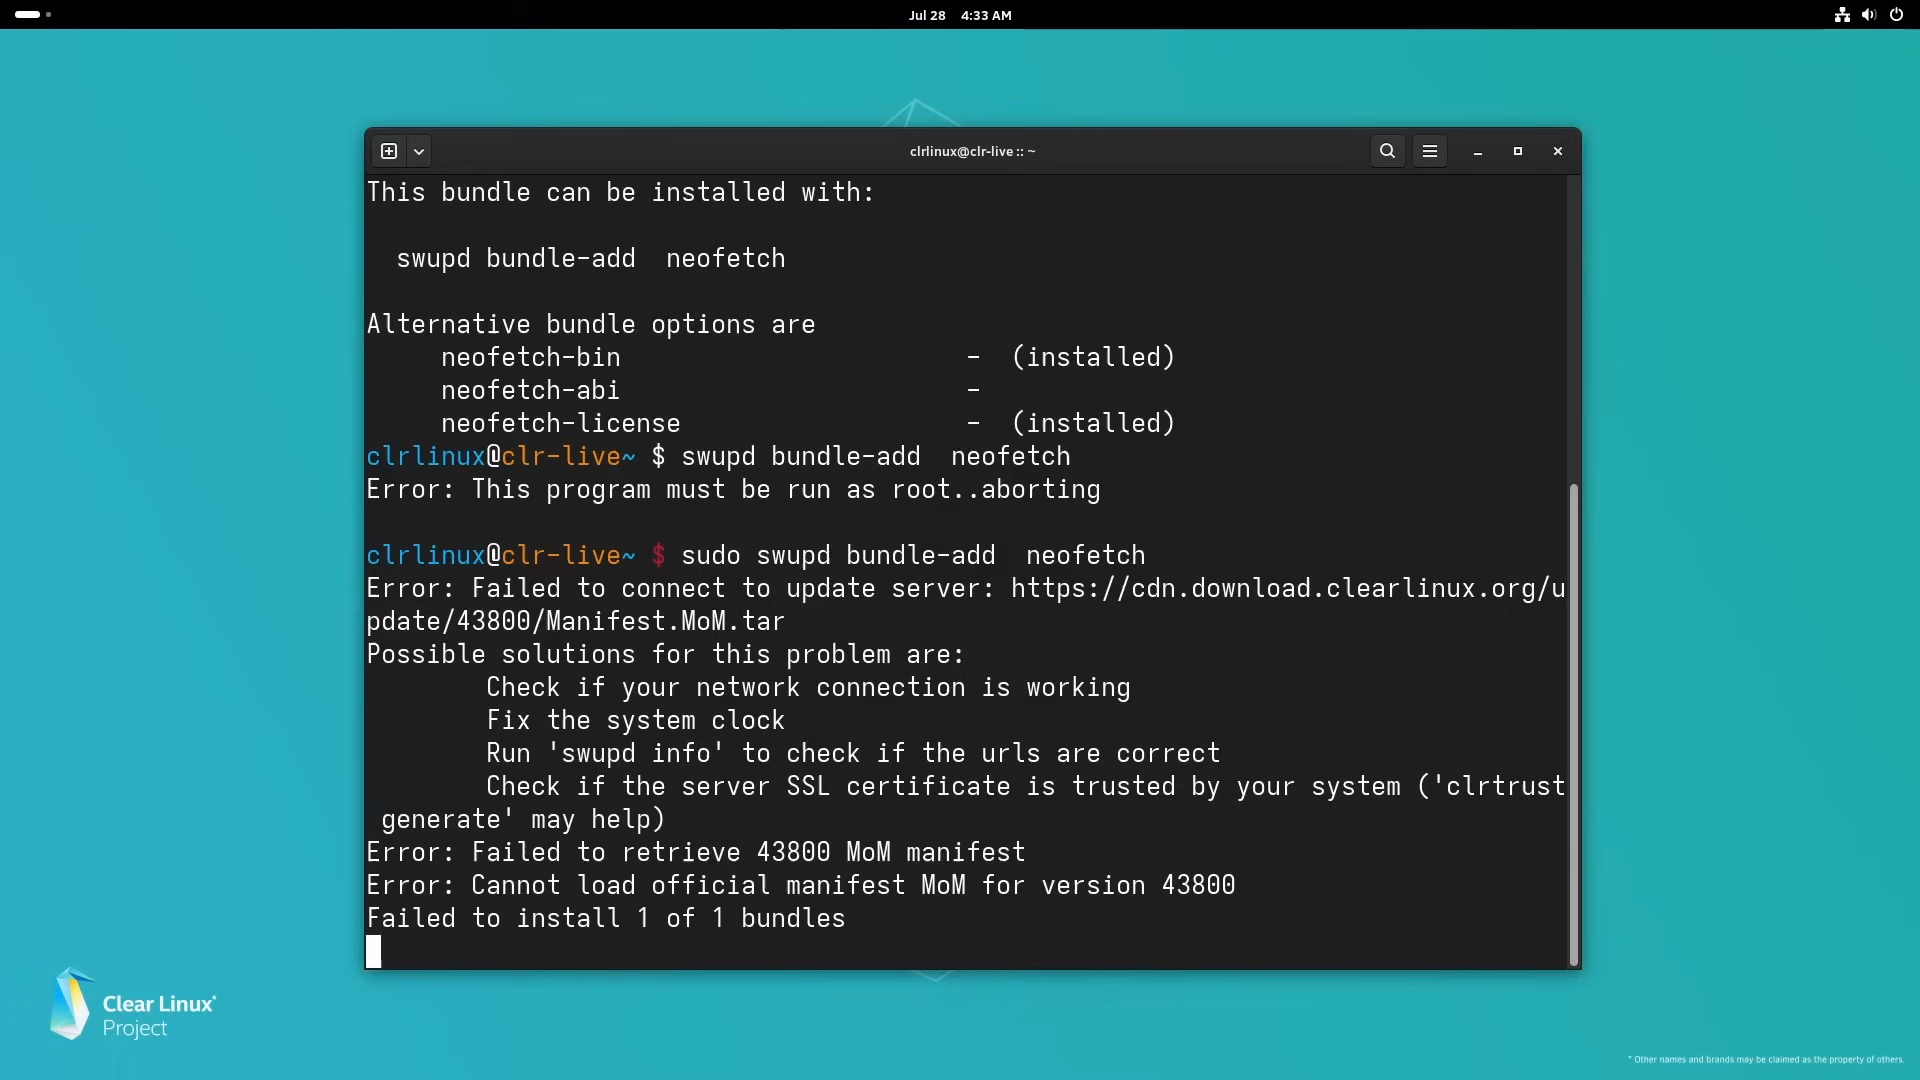 Jul 28 4:33 AM
clrlinux@clr-live :: ~
This bundle can be installed with:
swupd bundle-add  neofetch
Alternative bundle options are
neofetch-bin - (installed)
neofetch-abi -
neofetch-license - (installed)
clrlinux@clr-live~ $ swupd bundle-add  neofetch
Error: This program must be run as root..aborting
clrlinux@clr-live~ $ sudo swupd bundle-add  neofetch
Error: Failed to connect to update server: https://cdn.download.clearlinux.org/u
pdate/43800/Manifest.MoM.tar
Possible solutions for this problem are:
Check if your network connection is working
Fix the system clock
Run 'swupd info' to check if the urls are correct
Check if the server SSL certificate is trusted by your system ('clrtrust
generate' may help)
Error: Failed to retrieve 43800 MoM manifest
Error: Cannot load official manifest MoM for version 43800
Failed to install 1 of 1 bundles
Clear Linux*
Project
* Other names and brands may be claimed as the property of others.